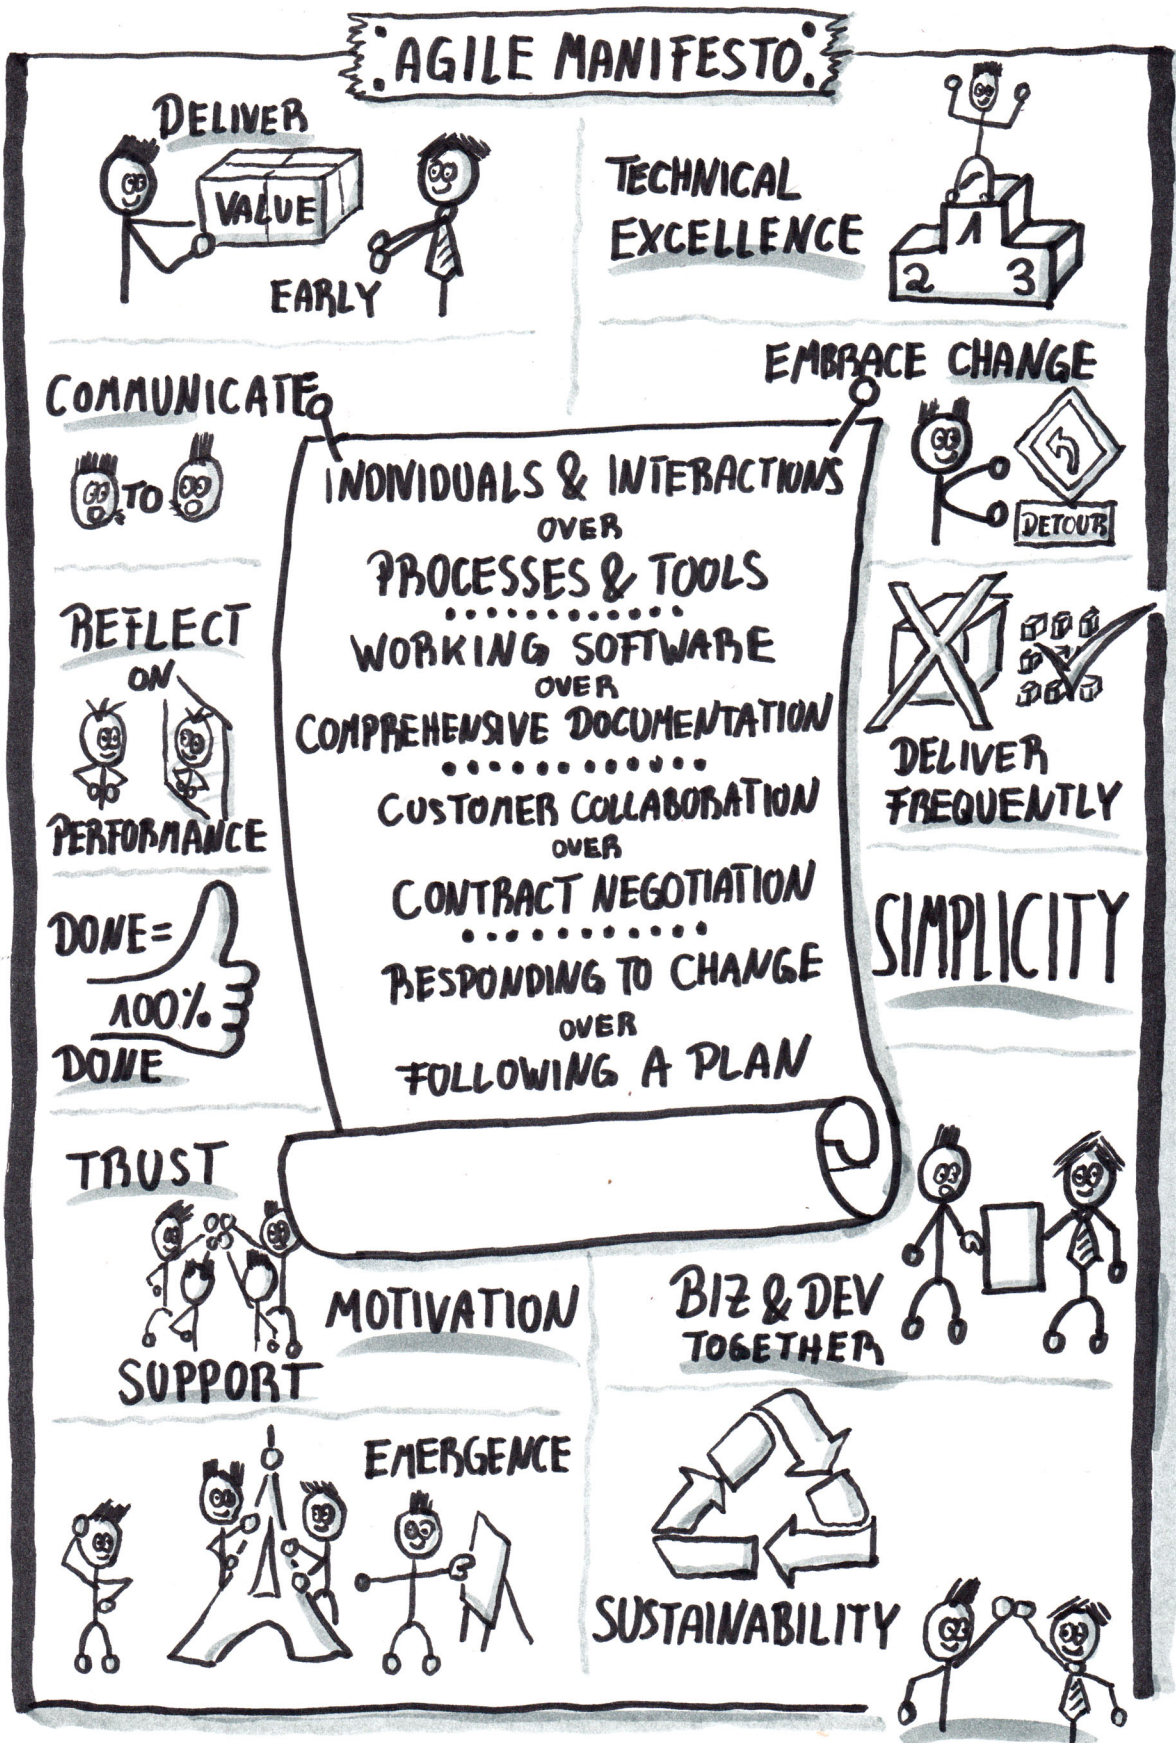 AGILE MANIFESTO
DELIVER
VALUE
EARLY
TECHNICAL
EXCELLENCE
1
2
3
COMMUNICATE
TO
EMBRACE CHANGE
DETOUR
REFLECT
ON
PERFORMANCE
DONE=
100%
DONE
INDIVIDUALS & INTERACTIONS
OVER
PROCESSES & TOOLS
WORKING SOFTWARE
OVER
COMPREHENSIVE DOCUMENTATION
CUSTOMER COLLABORATION
OVER
CONTRACT NEGOTIATION
RESPONDING TO CHANGE
OVER
FOLLOWING A PLAN
DELIVER
FREQUENTLY
SIMPLICITY
TRUST
MOTIVATION
SUPPORT
BIZ & DEV
TOGETHER
EMERGENCE
SUSTAINABILITY